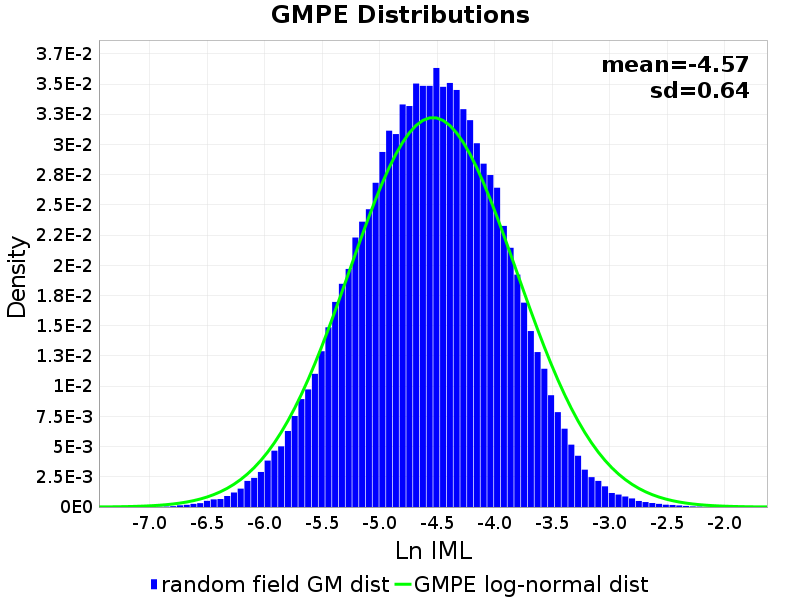 GMPE Distributions
mean=-4.57
sd=0.64
3.7E-2
3.5E-2
3.3E-2
3E-2
2.8E-2
2.5E-2
2.2E-2
2E-2
1.8E-2
1.5E-2
1.3E-2
1E-2
7.5E-3
5E-3
2.5E-3
0E0
Density
-7.0 -6.5 -6.0 -5.5 -5.0 -4.5 -4.0 -3.5 -3.0 -2.5 -2.0
Ln IML
random field GM dist GMPE log-normal dist